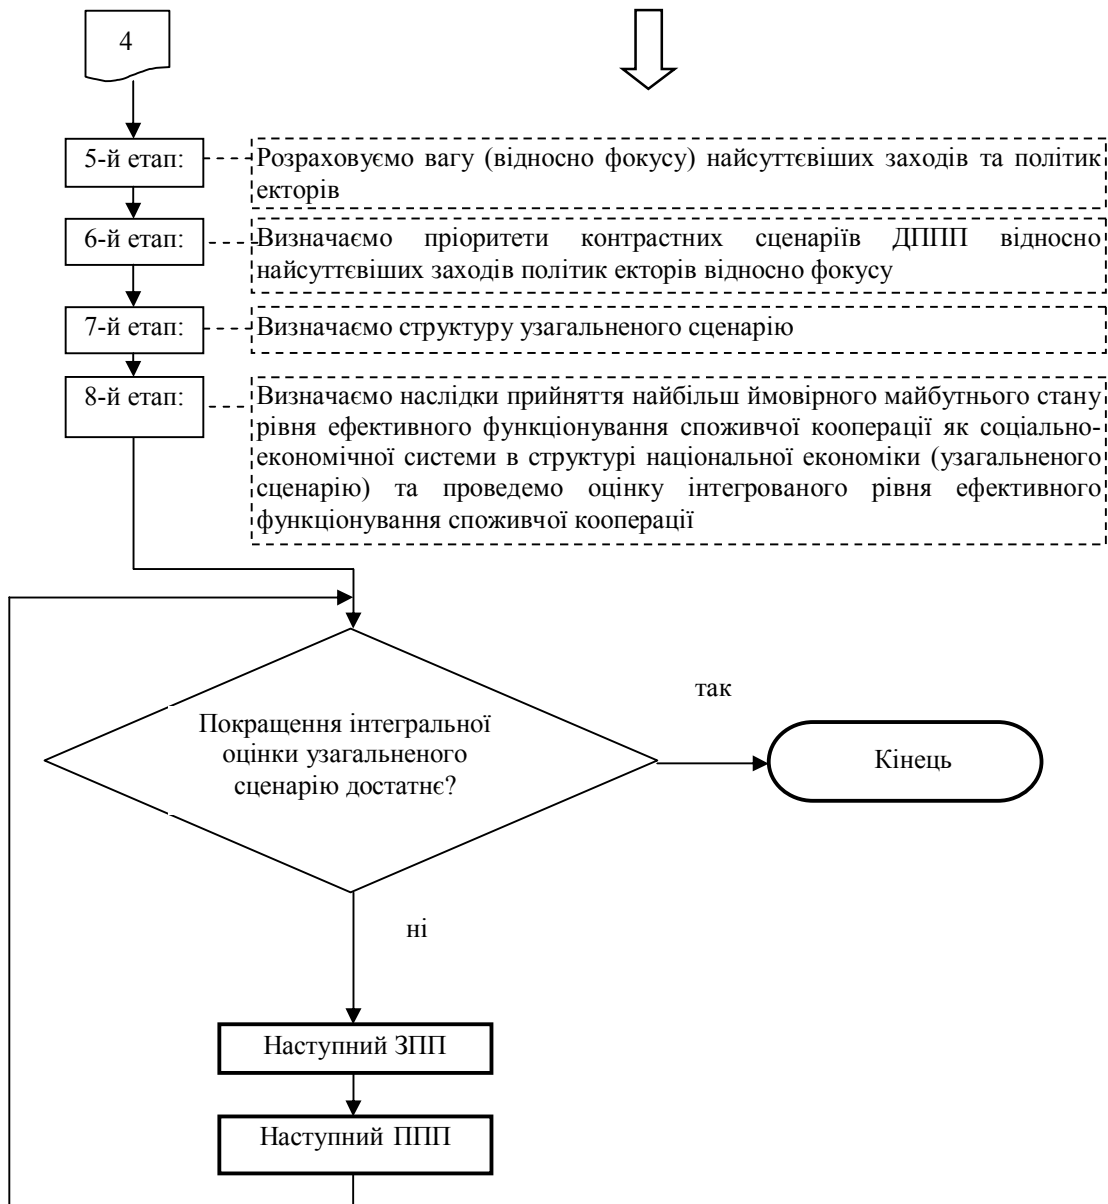 4
5-й етап:
Розраховуємо вагу (відносно фокусу) найсуттєвіших заходів та політик
екторів
6-й етап:
Визначаємо пріоритети контрастних сценаріїв ДППП відносно
найсуттєвіших заходів політик екторів відносно фокусу
7-й етап:
Визначаємо структуру узагальненого сценарію
8-й етап:
Визначаємо наслідки прийняття найбільш ймовірного майбутнього стану
рівня ефективного функціонування споживчої кооперації як соціально-
економічної системи в структурі національної економіки (узагальненого
сценарію) та проведемо оцінку інтегрованого рівня ефективного
функціонування споживчої кооперації
так
Покращення інтегральної
оцінки узагальненого
сценарію достатнє?
Кінець
ні
Наступний ЗПП
Наступний ППП